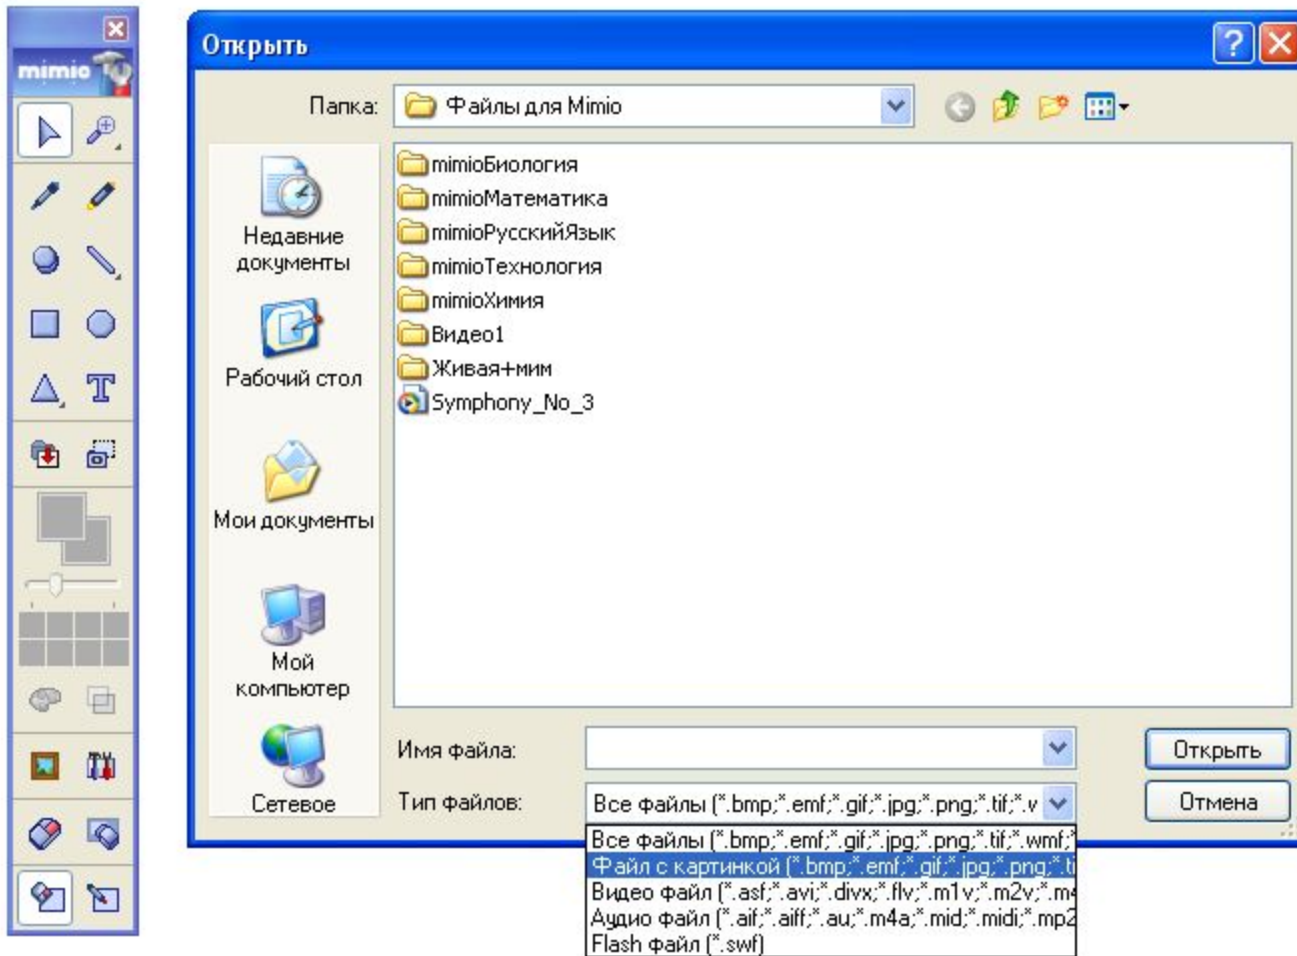 mimio
Открыть
Папка: Файлы для Mimio
mimioБиология
mimioМатематика
mimioРусскийЯзык
mimioТехнология
mimioХимия
Видео1
Живая+мим
Symphony_No_3
Недавние
документы
Рабочий стол
Мои документы
Мой
компьютер
Сетевое
Имя файла:
Открыть
Тип файлов: Все файлы (*.bmp;*.emf;*.gif;*.jpg;*.png;*.tif;*.v
Отмена
Все файлы (*.bmp;*.emf;*.gif;*.jpg;*.png;*.tif;*.wmf;*
Файл с картинкой (*.bmp;*.emf;*.gif;*.jpg;*.png;*.ti
Видео файл (*.asf;*.avi;*.divx;*.flv;*.m1v;*.m2v;*.m4
Аудио файл (*.aif;*.aiff;*.au;*.m4a;*.mid;*.midi;*.mp2
Flash файл (*.swf)